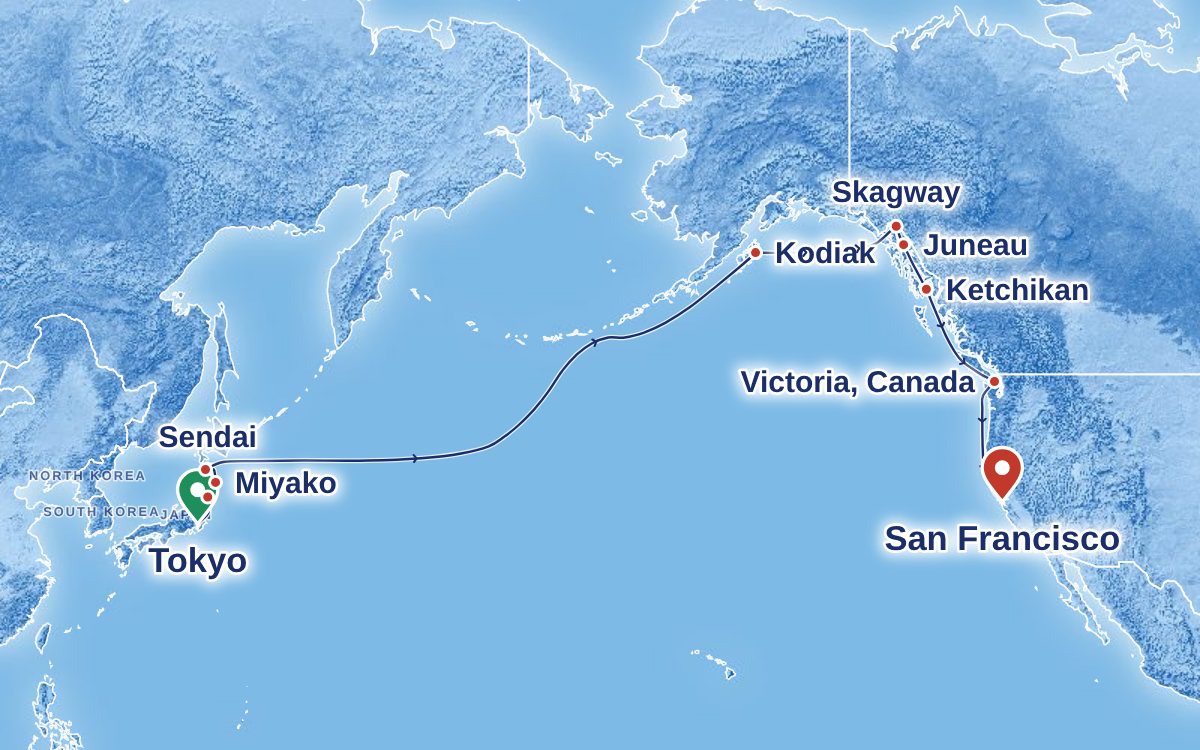 Skagway
Juneau
Kodiak
Ketchikan
Victoria, Canada
Sendai
NORTH KOREA
Miyako
SOUTH KOREA
San Francisco
Tokyo